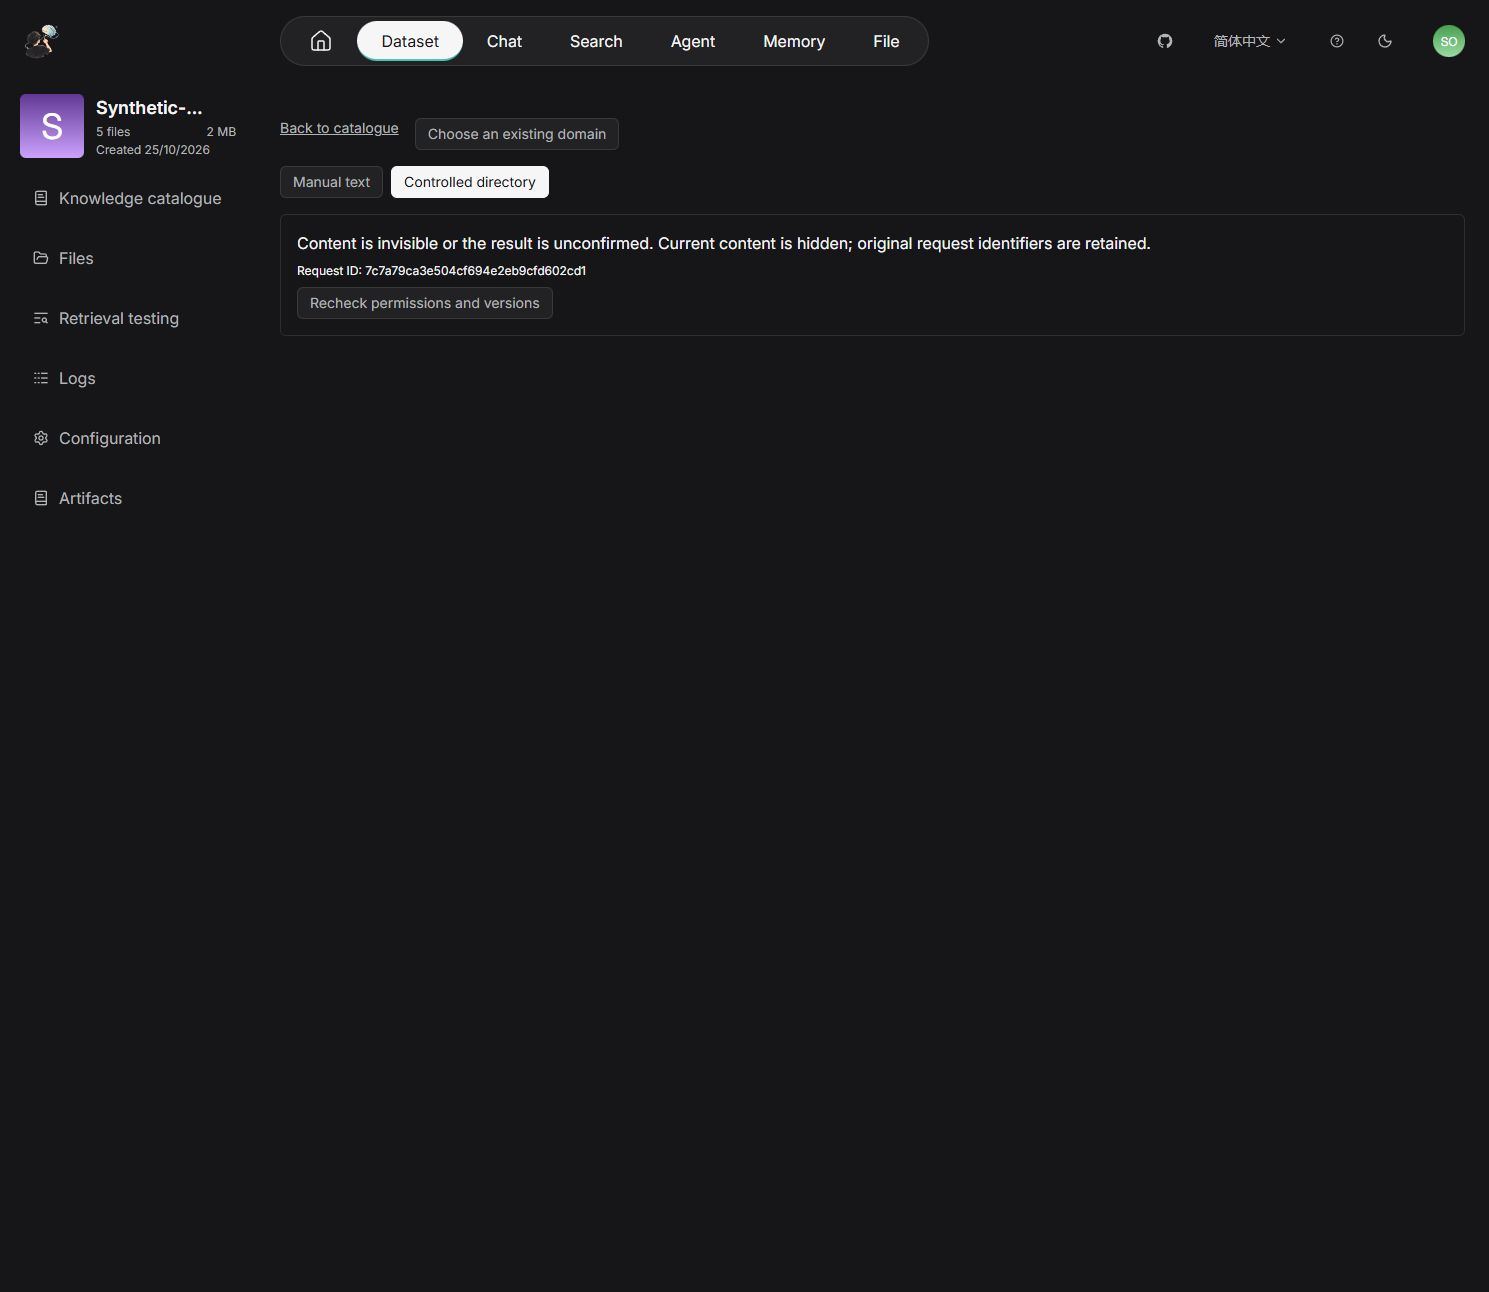 Dataset
Chat
Search
Agent
Memory
File
简体中文
SO
S
Synthetic-...
5 files
2 MB
Created 25/10/2026
Knowledge catalogue
Files
Retrieval testing
Logs
Configuration
Artifacts
Back to catalogue
Choose an existing domain
Manual text
Controlled directory
Content is invisible or the result is unconfirmed. Current content is hidden; original request identifiers are retained.
Request ID: 7c7a79ca3e504cf694e2eb9cfd602cd1
Recheck permissions and versions